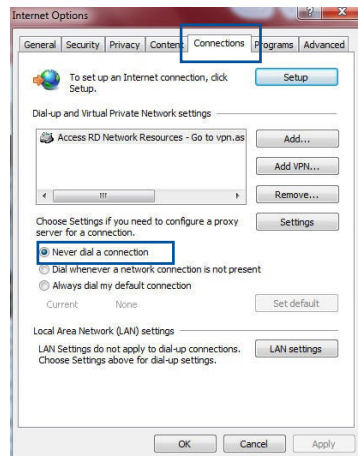 Internet Options
General Security Privacy Content Connections Programs Advanced
To set up an Internet connection, click
Setup.
Setup
Dial-up and Virtual Private Network settings
Access RD Network Resources - Go to vpn.as
Add...
Add VPN...
Remove...
Choose Settings if you need to configure a proxy
server for a connection.
Settings
Never dial a connection
Dial whenever a network connection is not present
Always dial my default connection
Current None
Set default
Local Area Network (LAN) settings
LAN Settings do not apply to dial-up connections.
Choose Settings above for dial-up settings.
LAN settings
OK Cancel Apply